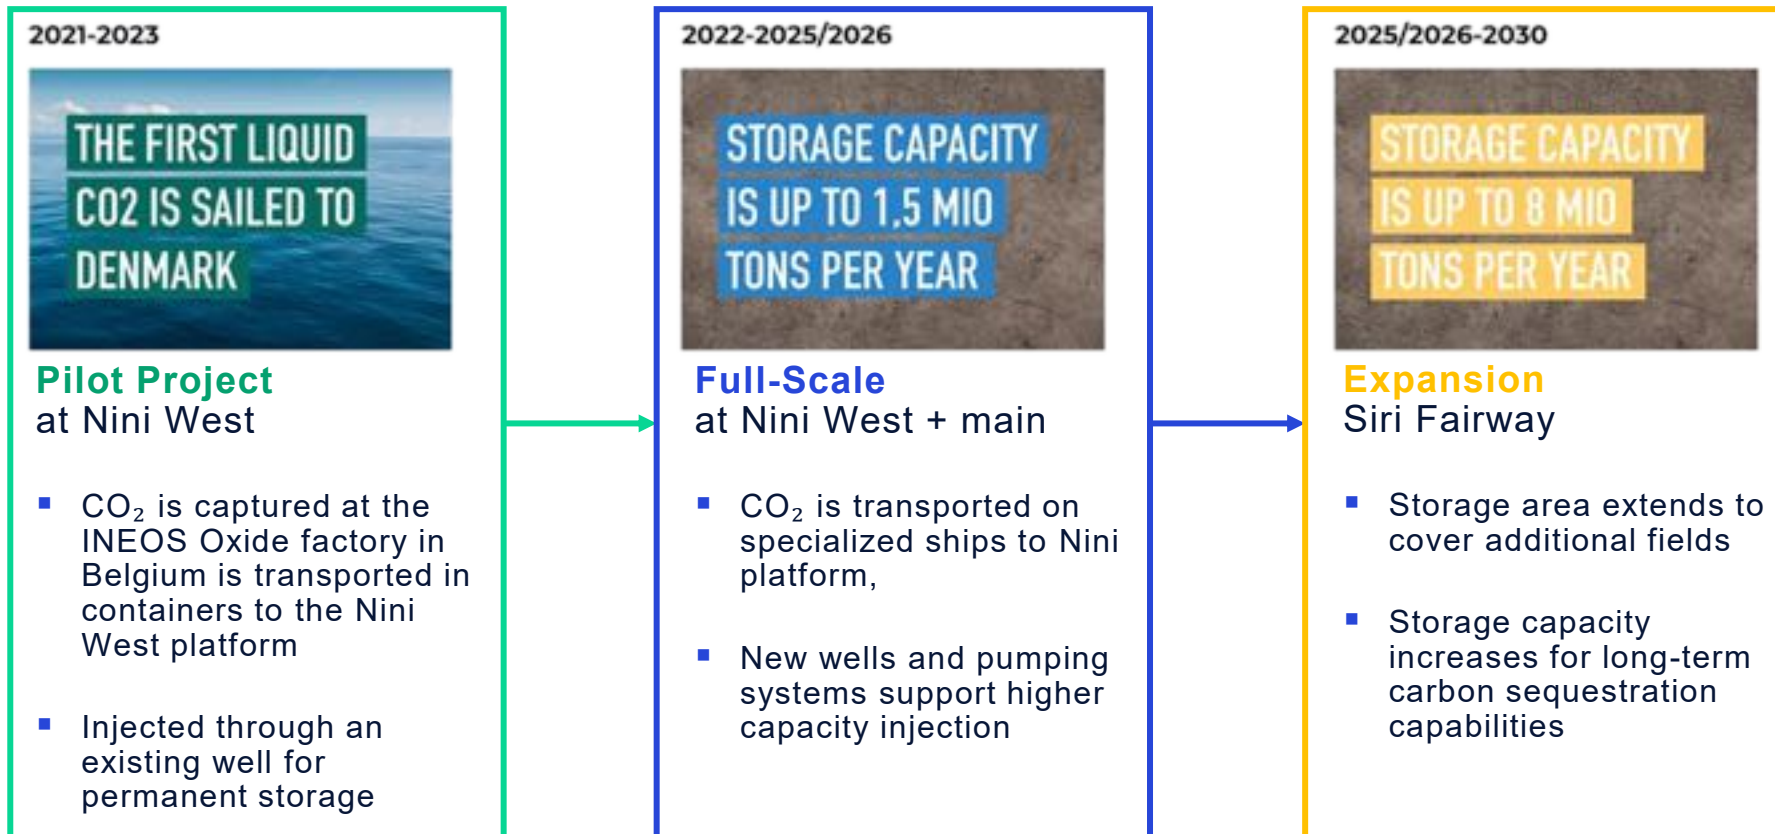 2021-2023
THE FIRST LIQUID
CO2 IS SAILED TO
DENMARK
Pilot Project
at Nini West
▪ CO₂ is captured at the
INEOS Oxide factory in
Belgium is transported in
containers to the Nini
West platform
▪ Injected through an
existing well for
permanent storage
2022-2025/2026
STORAGE CAPACITY
IS UP TO 1,5 MIO
TONS PER YEAR
Full-Scale
at Nini West + main
▪ CO₂ is transported on
specialized ships to Nini
platform,
▪ New wells and pumping
systems support higher
capacity injection
2025/2026-2030
STORAGE CAPACITY
IS UP TO 8 MIO
TONS PER YEAR
Expansion
Siri Fairway
▪ Storage area extends to
cover additional fields
▪ Storage capacity
increases for long-term
carbon sequestration
capabilities